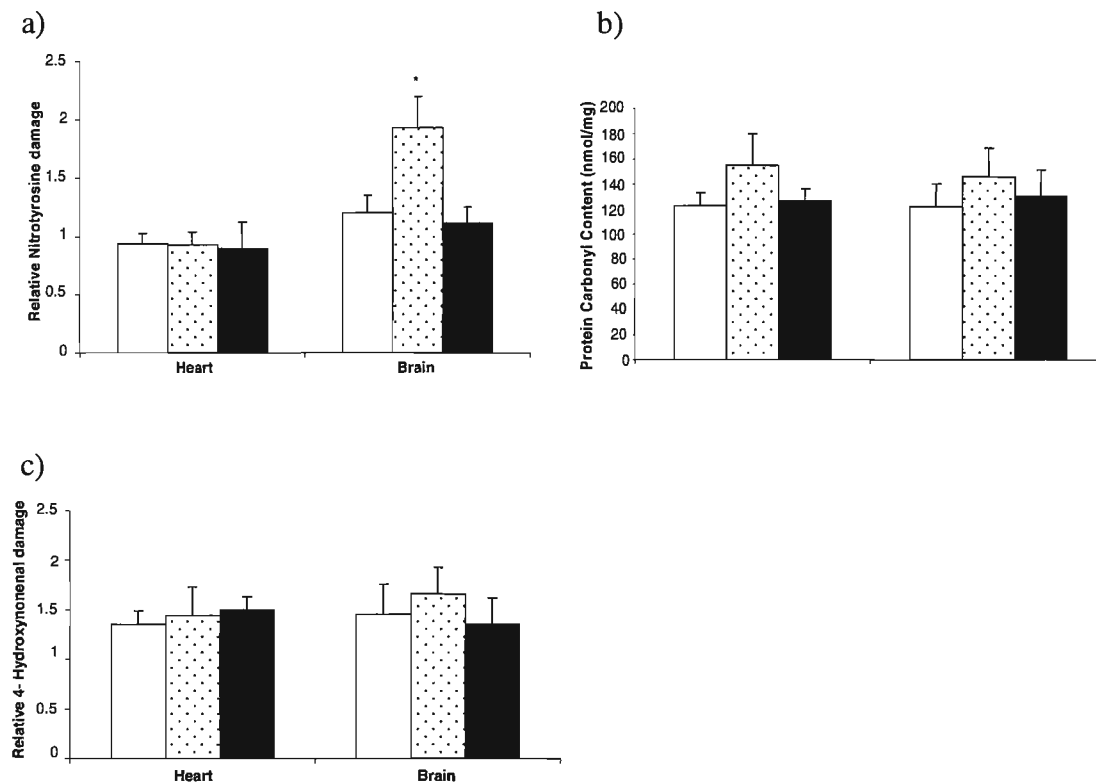 a)
Relative Nitrotyrosine damage
2.5
2
1.5
1
0.5
0
*
Heart
Brain
b)
Protein Carbonyl Content (nmol/mg)
200
180
160
140
120
100
80
60
40
20
0
c)
Relative 4- Hydroxynonenal damage
2.5
2
1.5
1
0.5
0
Heart
Brain